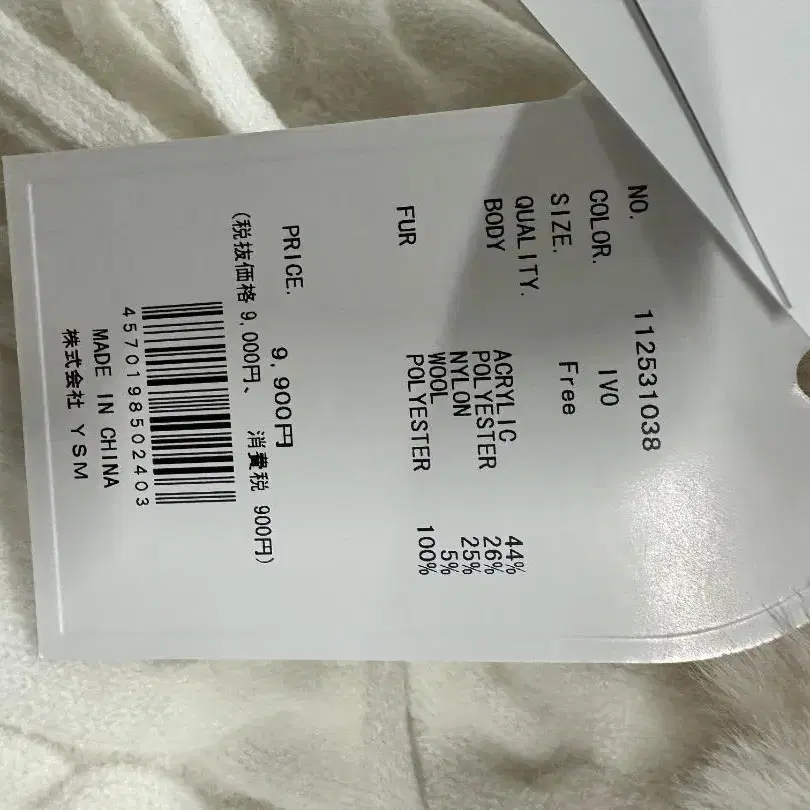 NO. 112531038
COLOR. IVO
SIZE. Free
QUALITY.
BODY ACRYLIC 44%
POLYESTER 26%
NYLON 25%
WOOL 5%
FUR POLYESTER 100%
PRICE. 9,900円
(税抜価格 9,000円、 消費税 900円)
4570198502403
MADE IN CHINA
株式会社 YSM